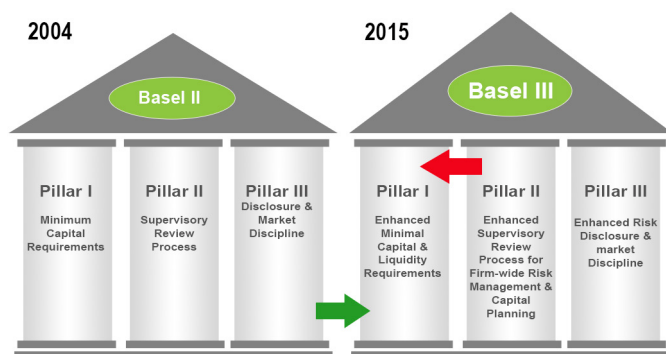 2004
Basel II
Pillar I
Minimum
Capital
Requirements
Pillar II
Supervisory
Review
Process
Pillar III
Disclosure &
Market
Discipline
2015
Basel III
Pillar I
Enhanced
Minimal
Capital &
Liquidity
Requirements
Pillar II
Enhanced
Supervisory
Review
Process for
Firm-wide Risk
Management &
Capital
Planning
Pillar III
Enhanced Risk
Disclosure &
market
Discipline